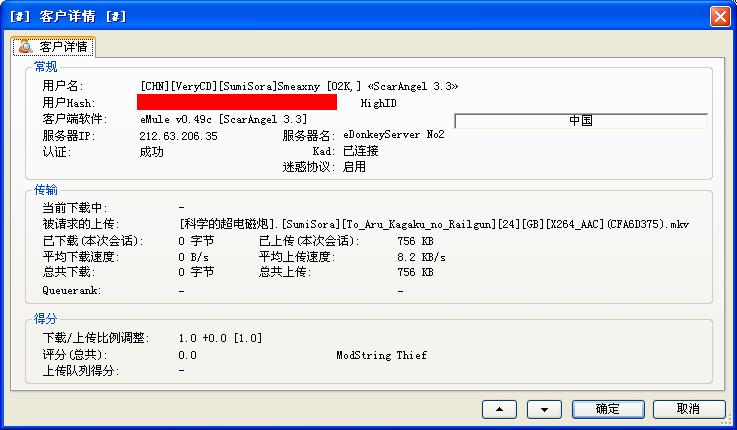 [#] 客户详情 [#]
客户详情
常规
用户名: [CHN][VeryCD][SumiSora]Smeaxny [02K,] «ScarAngel 3.3»
用户Hash: HighID
客户端软件: eMule v0.49c [ScarAngel 3.3] 中国
服务器IP: 212.63.206.35 服务器名: eDonkeyServer No2
认证: 成功 Kad: 已连接
迷惑协议: 启用
传输
当前下载中: -
被请求的上传: [科学的超电磁炮].[SumiSora][To_Aru_Kagaku_no_Railgun][24][GB][X264_AAC](CFA6D375).mkv
已下载(本次会话): 0 字节 已上传(本次会话): 756 KB
平均下载速度: 0 B/s 平均上传速度: 8.2 KB/s
总共下载: 0 字节 总共上传: 756 KB
Queuerank: - -
得分
下载/上传比例调整: 1.0 +0.0 [1.0]
评分(总共): 0.0 ModString Thief
上传队列得分: -
确定 取消